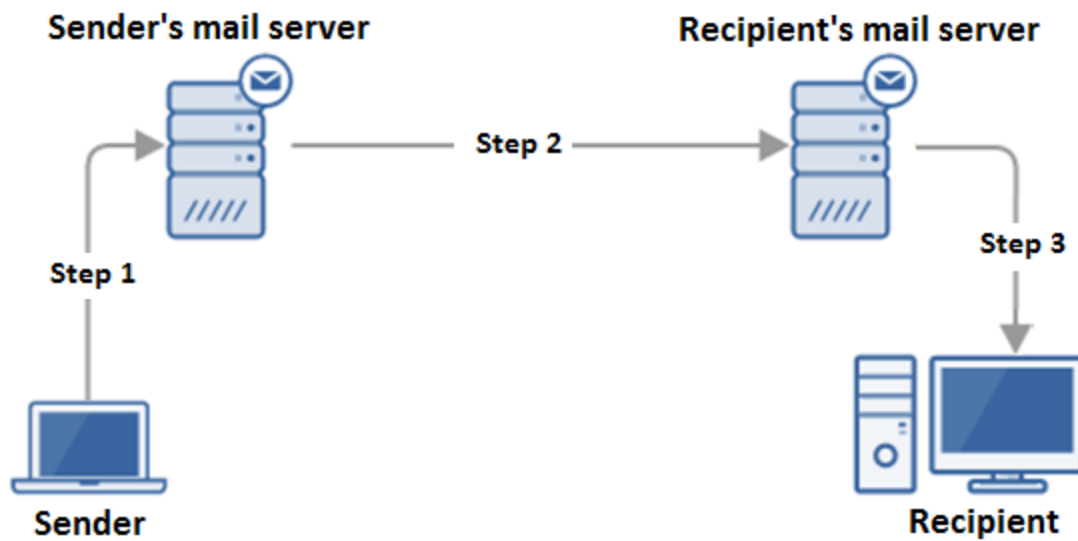 Sender's mail server
Recipient's mail server
Step 2
Step 3
Step 1
Sender
Recipient